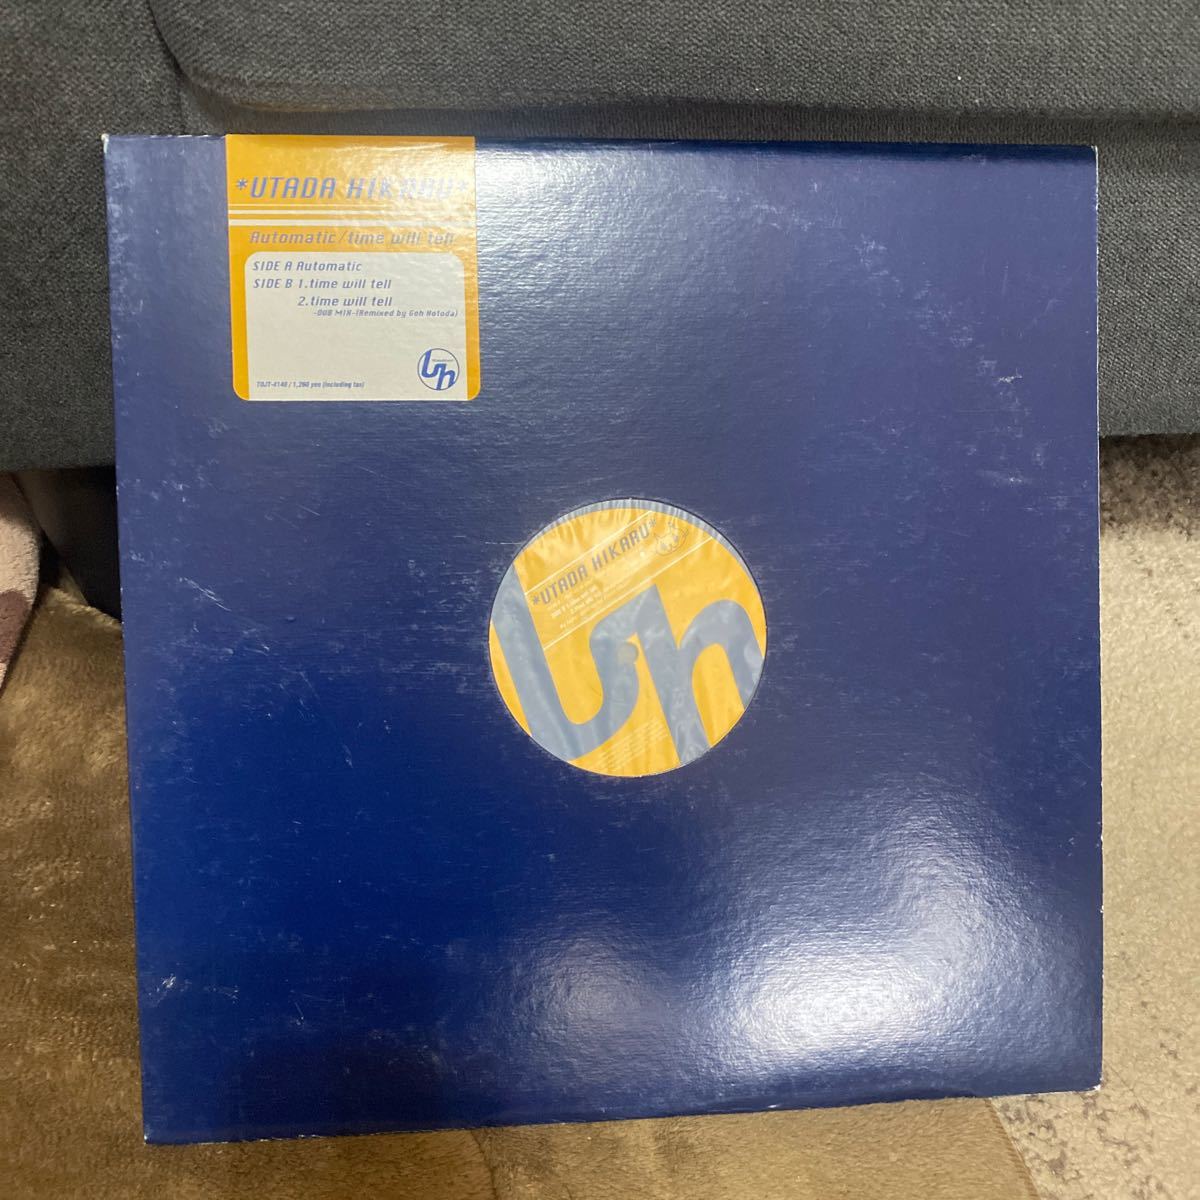 *UTADA HIKARU*
Automatic/time will tell
SIDE A Automatic
SIDE B 1.time will tell
2.time will tell
-DUB MIX-(Remixed by Goh Hotoda)
TOJT-4140 / 1,260 yen (including tax)
Uh
*UTADA HIKARU*
Uh